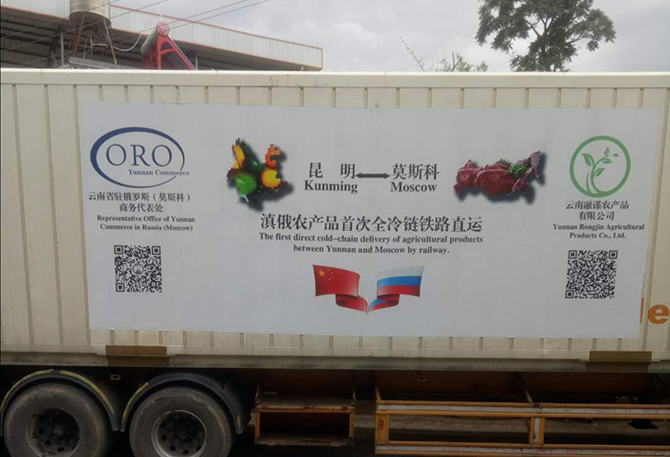 ORO
Yunnan Commerce
云南省驻俄罗斯（莫斯科）
商务代表处
Representative Office of Yunnan
Commerce in Russia (Moscow)
昆 明 莫斯科
Kunming Moscow
滇俄农产品首次全冷链铁路直运
The first direct cold-chain delivery of agricultural products
between Yunnan and Moscow by railway.
云南融谨农产品
有限公司
Yunnan Rongjin Agricultural
Products Co., Ltd.